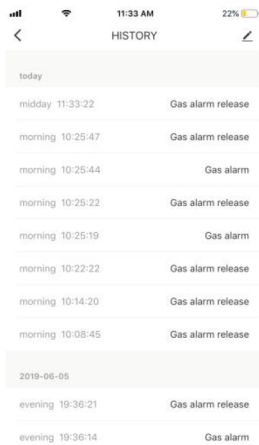 11:33 AM
22%
HISTORY
today
midday 11:33:22 Gas alarm release
morning 10:25:47 Gas alarm release
morning 10:25:44 Gas alarm
morning 10:25:22 Gas alarm release
morning 10:25:19 Gas alarm
morning 10:22:22 Gas alarm release
morning 10:14:20 Gas alarm release
morning 10:08:45 Gas alarm release
2019-06-05
evening 19:36:21 Gas alarm release
evening 19:36:14 Gas alarm